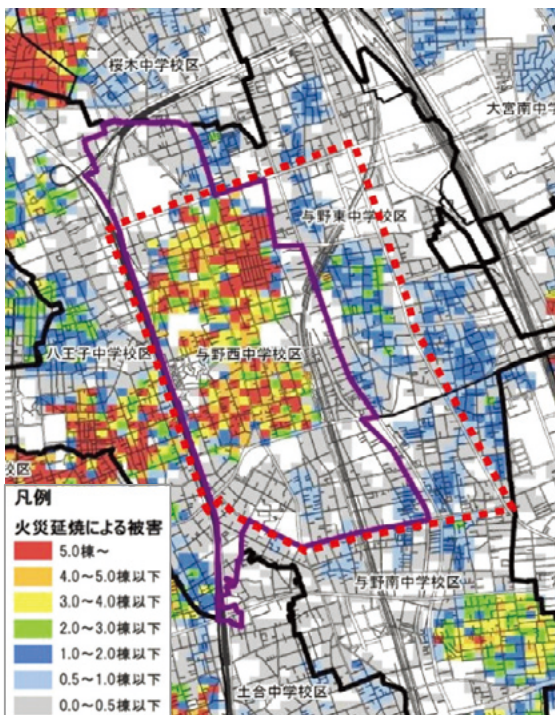 桜木中学校区
大宮南中学
与野東中学校区
八王子中学校区
与野西中学校区
校区
与野南中学校区
土合中学校区
凡例
火災延焼による被害
5.0棟～
4.0～5.0棟以下
3.0～4.0棟以下
2.0～3.0棟以下
1.0～2.0棟以下
0.5～1.0棟以下
0.0～0.5棟以下